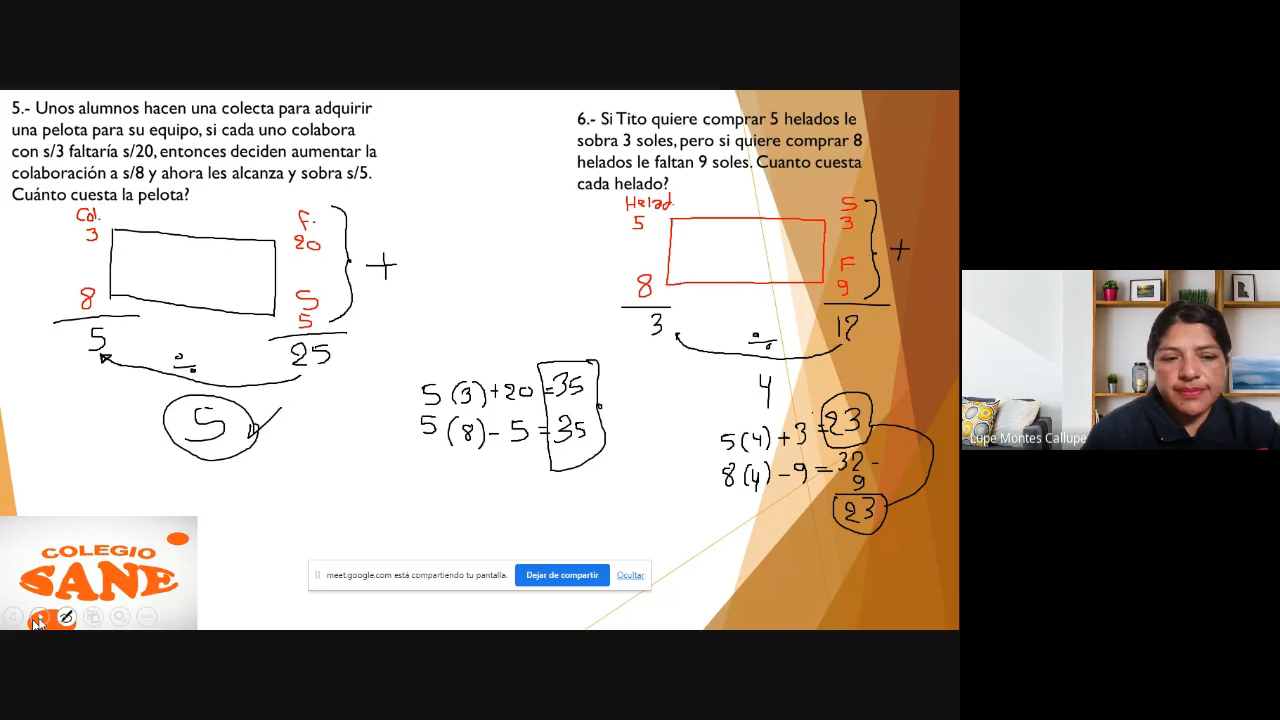 5.- Unos alumnos hacen una colecta para adquirir
una pelota para su equipo, si cada uno colabora
con s/3 faltaría s/20, entonces deciden aumentar la
colaboración a s/8 y ahora les alcanza y sobra s/5.
Cuánto cuesta la pelota?
Col.
3
F.
20
+
8
S
5
5
25
÷
5
5 (3) + 20 = 35
5 (8) - 5 = 35
6.- Si Tito quiere comprar 5 helados le
sobra 3 soles, pero si quiere comprar 8
helados le faltan 9 soles. Cuanto cuesta
cada helado?
Helad.
5
S
3
+
8
F
9
3
12
÷
4
5(4) + 3 = 23
8(4) - 9 = 32 -
9
23
COLEGIO
SANE
meet.google.com está compartiendo tu pantalla.
Dejar de compartir
Ocultar
Lupe Montes Callupe